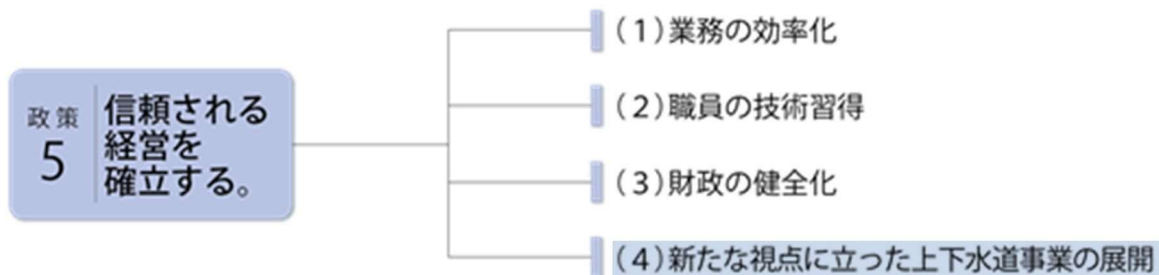 政策
5
信頼される
経営を
確立する。
(1)業務の効率化
(2)職員の技術習得
(3)財政の健全化
(4)新たな視点に立った上下水道事業の展開